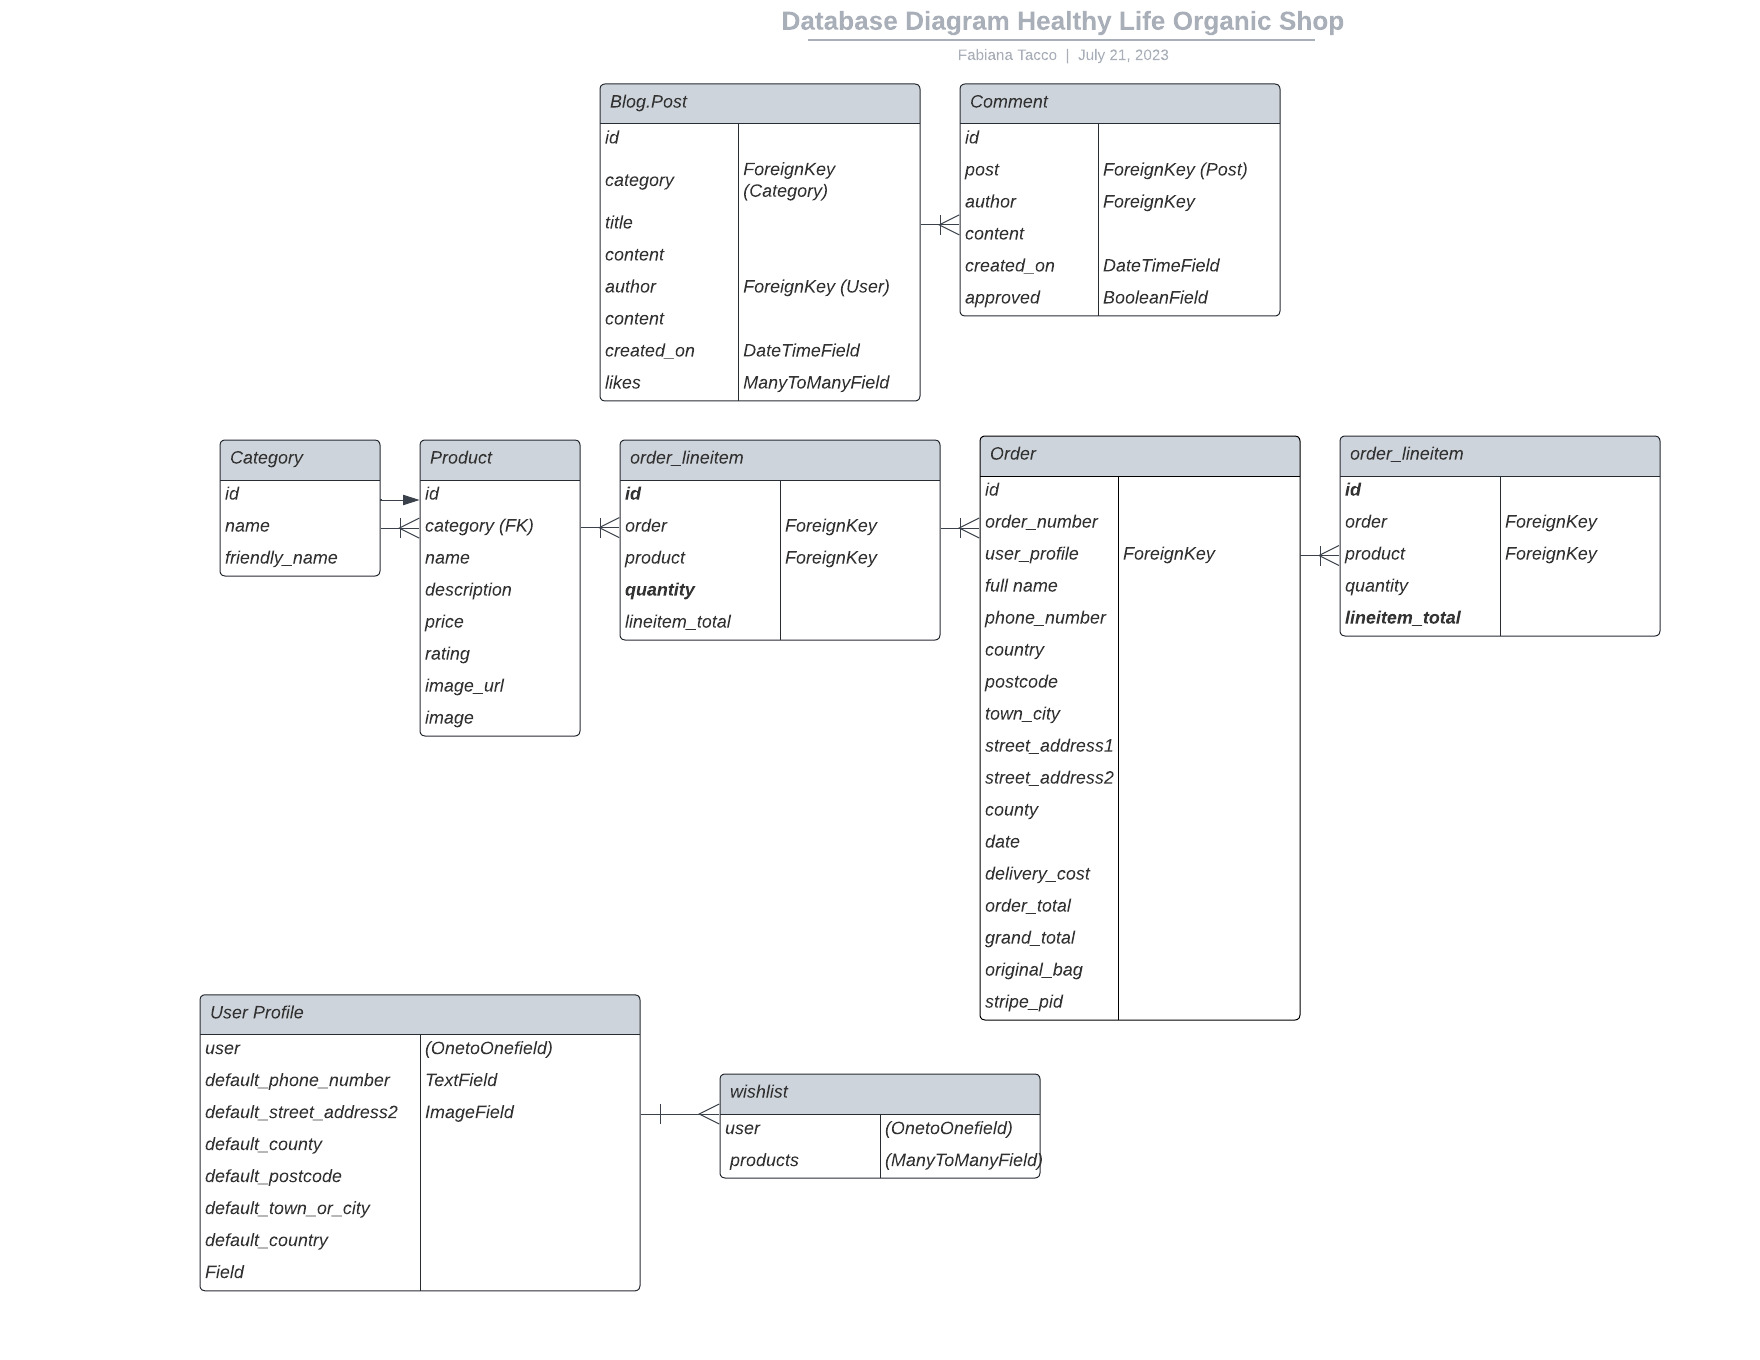 Database Diagram Healthy Life Organic Shop
Fabiana Tacco | July 21, 2023
Blog.Post
id
category ForeignKey
(Category)
title
content
author ForeignKey (User)
content
created_on DateTimeField
likes ManyToManyField
Comment
id
post ForeignKey (Post)
author ForeignKey
content
created_on DateTimeField
approved BooleanField
Category
id
name
friendly_name
Product
id
category (FK)
name
description
price
rating
image_url
image
order_lineitem
id
order ForeignKey
product ForeignKey
quantity
lineitem_total
Order
id
order_number
user_profile ForeignKey
full name
phone_number
country
postcode
town_city
street_address1
street_address2
county
date
delivery_cost
order_total
grand_total
original_bag
stripe_pid
order_lineitem
id
order ForeignKey
product ForeignKey
quantity
lineitem_total
User Profile
user (OnetoOnefield)
default_phone_number TextField
default_street_address2 ImageField
default_county
default_postcode
default_town_or_city
default_country
Field
wishlist
user (OnetoOnefield)
products (ManyToManyField)